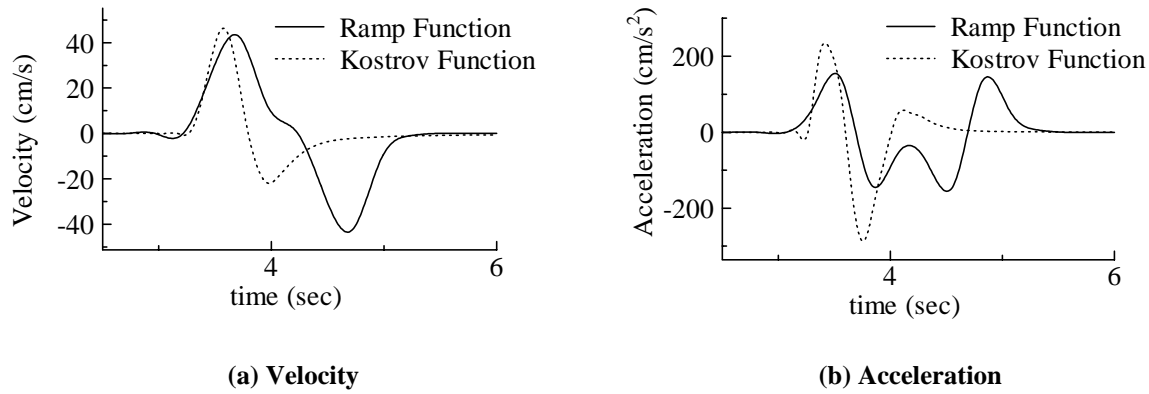 Ramp Function
Kostrov Function
Velocity (cm/s)
40
20
0
-20
-40
4
6
time (sec)
(a) Velocity
Ramp Function
Kostrov Function
Acceleration (cm/s²)
200
0
-200
4
6
time (sec)
(b) Acceleration